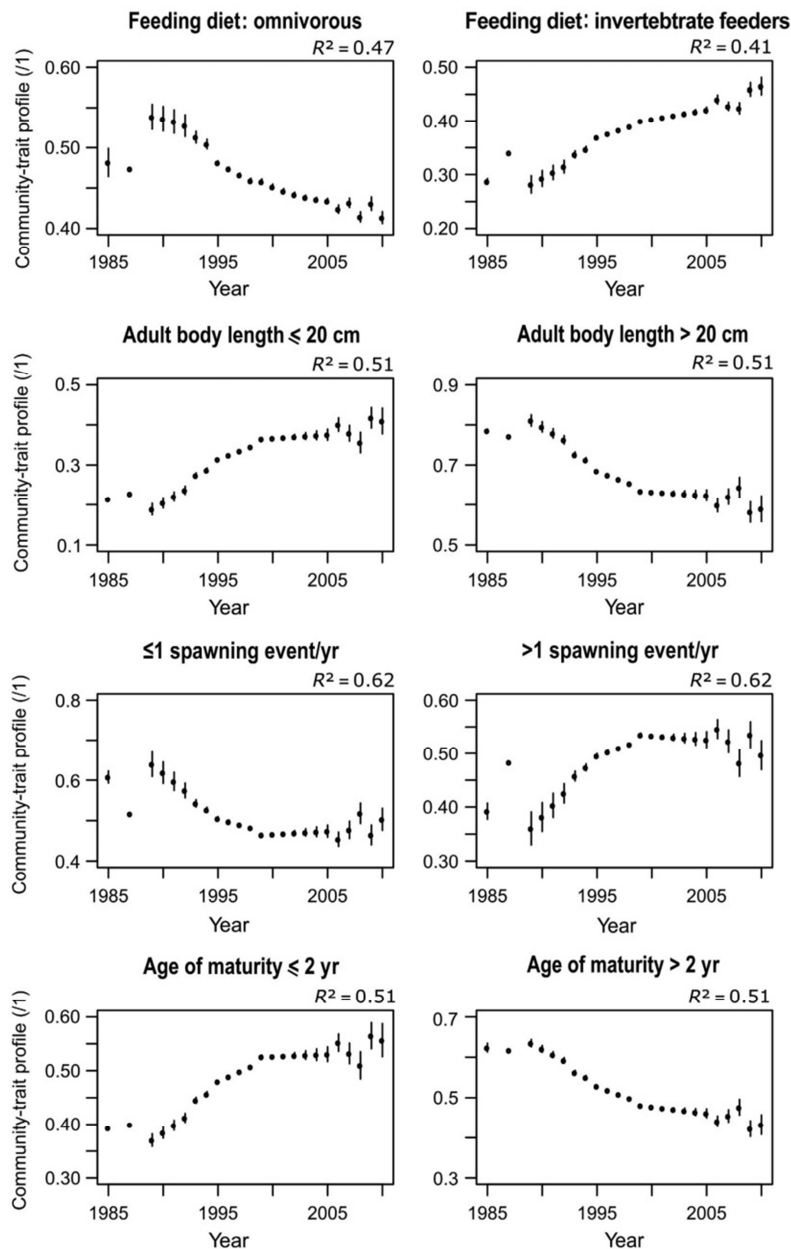 Feeding diet: omnivorous
R² = 0.47
Community-trait profile (/1)
0.60
0.50
0.40
1985
1995
2005
Year
Feeding diet: invertebtrate feeders
R² = 0.41
0.50
0.40
0.30
0.20
1985
1995
2005
Year
Adult body length ⩽ 20 cm
R² = 0.51
Community-trait profile (/1)
0.5
0.3
0.1
1985
1995
2005
Year
Adult body length > 20 cm
R² = 0.51
0.9
0.7
0.5
1985
1995
2005
Year
≤1 spawning event/yr
R² = 0.62
Community-trait profile (/1)
0.8
0.6
0.4
1985
1995
2005
Year
>1 spawning event/yr
R² = 0.62
0.60
0.50
0.40
0.30
1985
1995
2005
Year
Age of maturity ⩽ 2 yr
R² = 0.51
Community-trait profile (/1)
0.60
0.50
0.40
0.30
1985
1995
2005
Year
Age of maturity > 2 yr
R² = 0.51
0.7
0.5
0.3
1985
1995
2005
Year